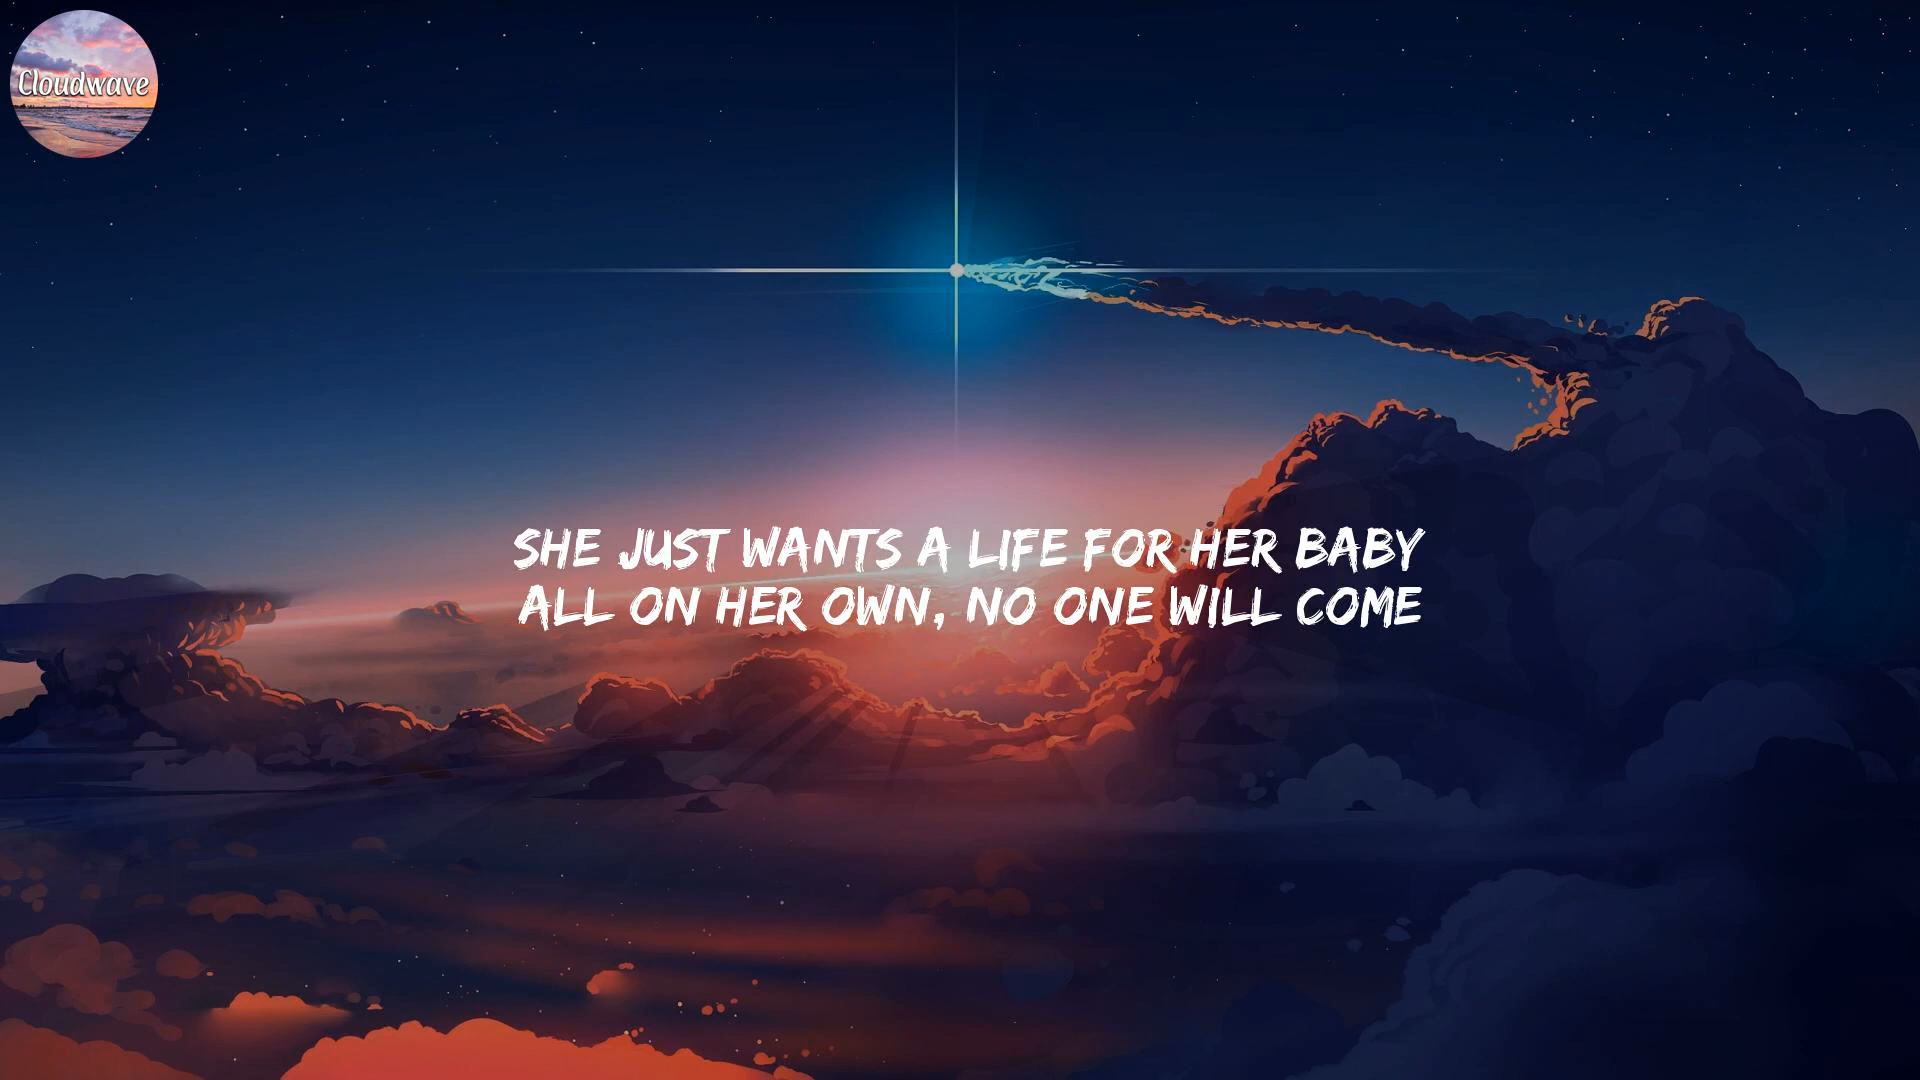 Cloudwave
SHE JUST WANTS A LIFE FOR HER BABY
ALL ON HER OWN, NO ONE WILL COME